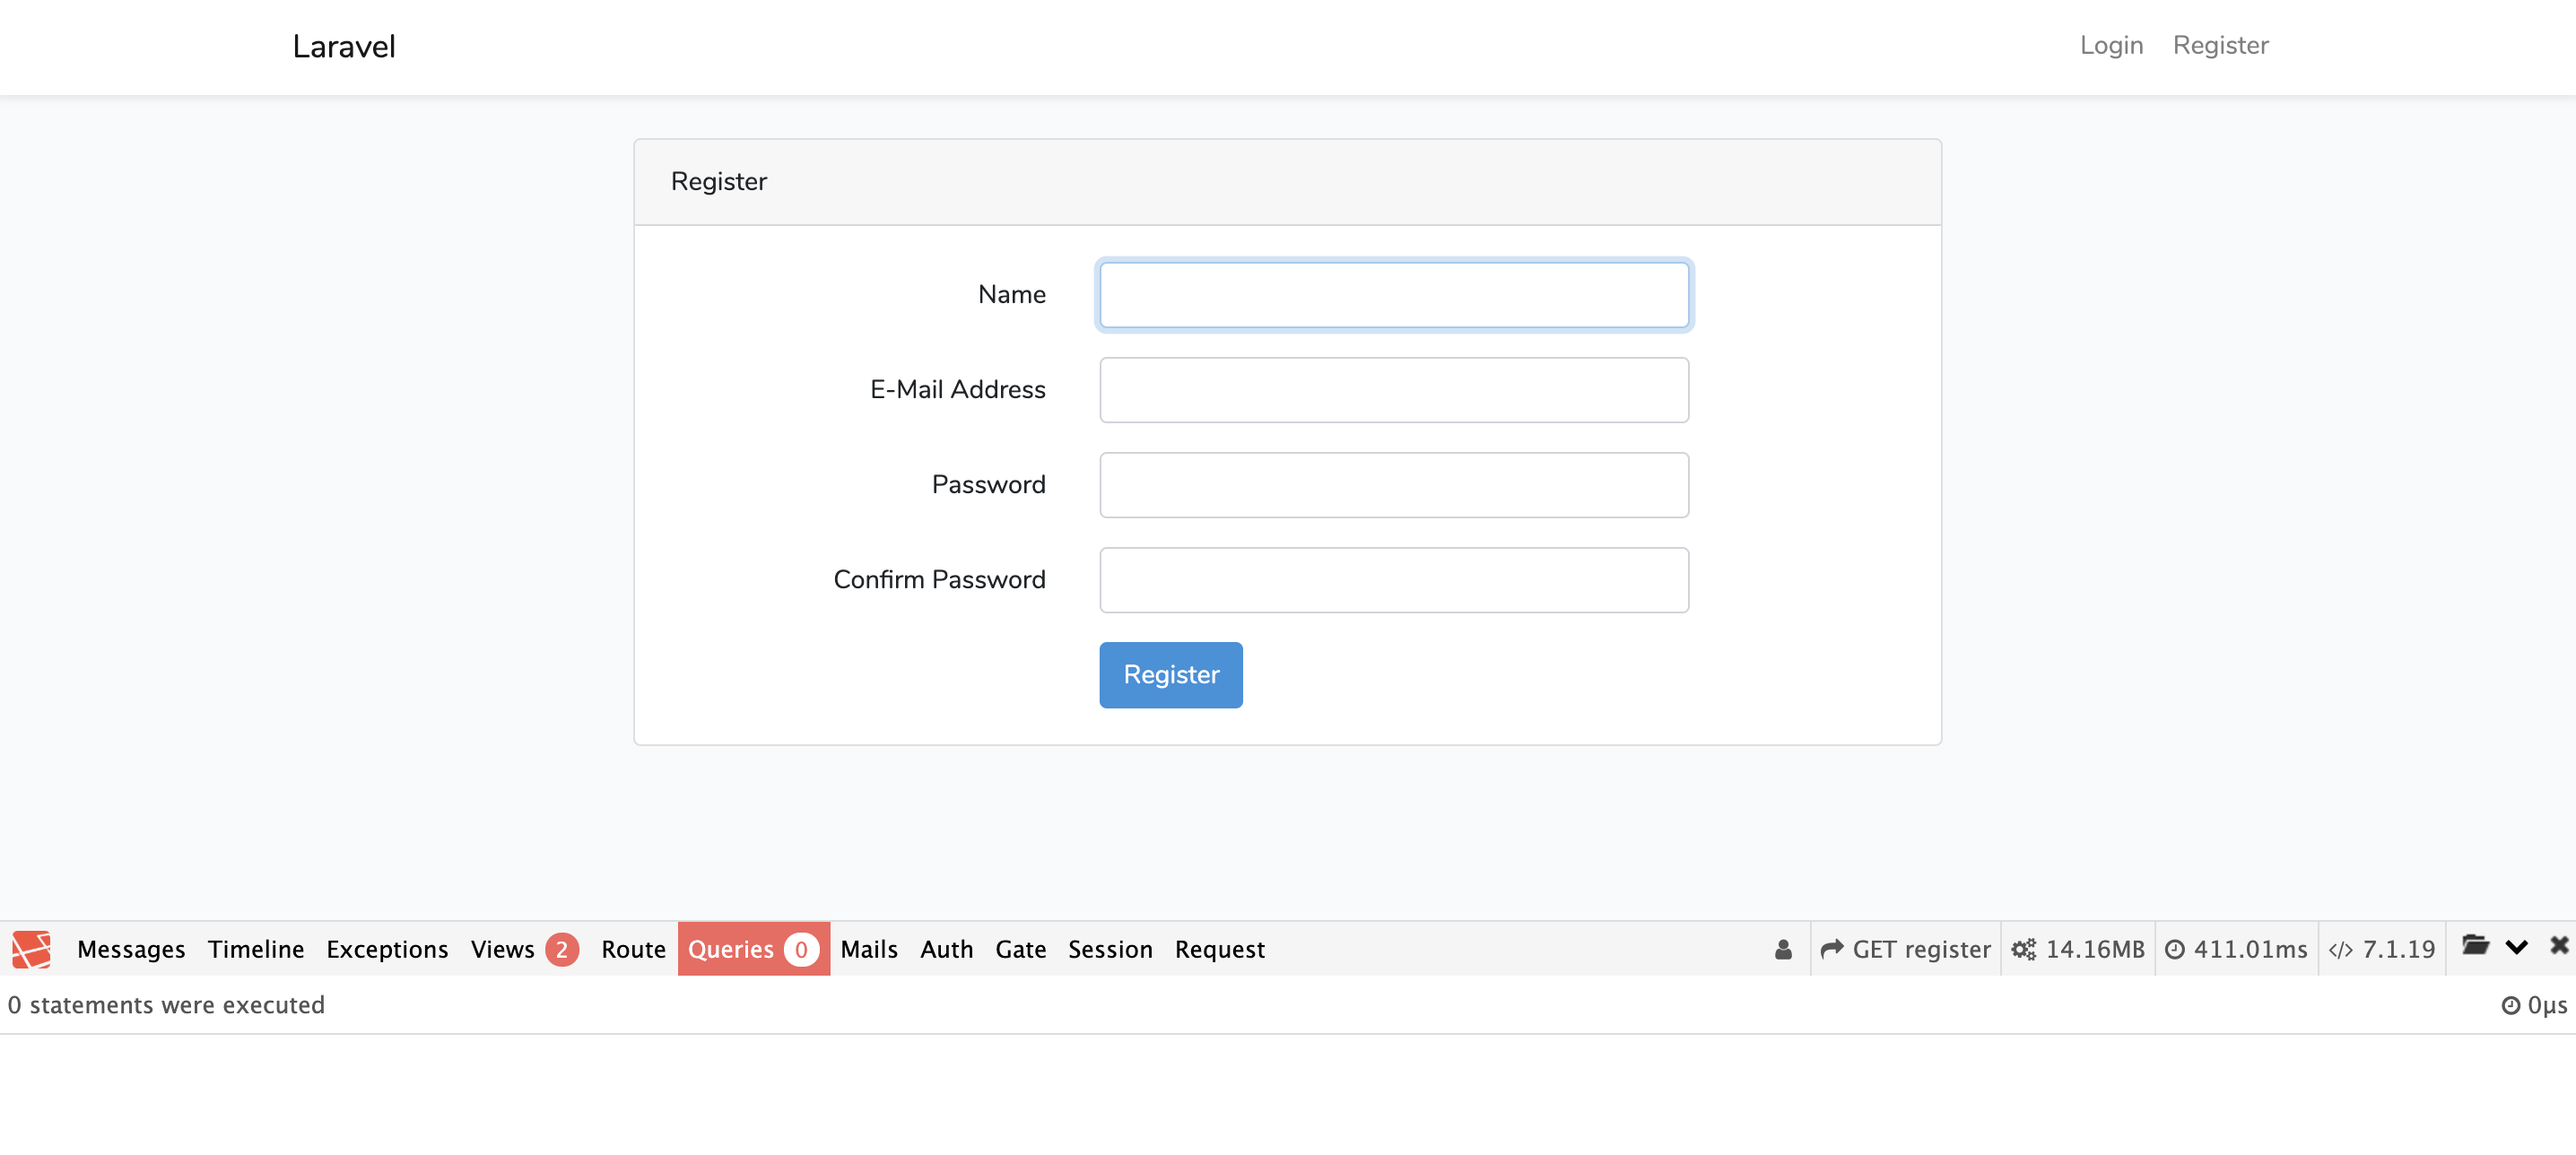 Laravel Login Register
Register
Name
E-Mail Address
Password
Confirm Password
Register
Messages Timeline Exceptions Views 2 Route Queries 0 Mails Auth Gate Session Request GET register 14.16MB 411.01ms </> 7.1.19
0 statements were executed 0µs